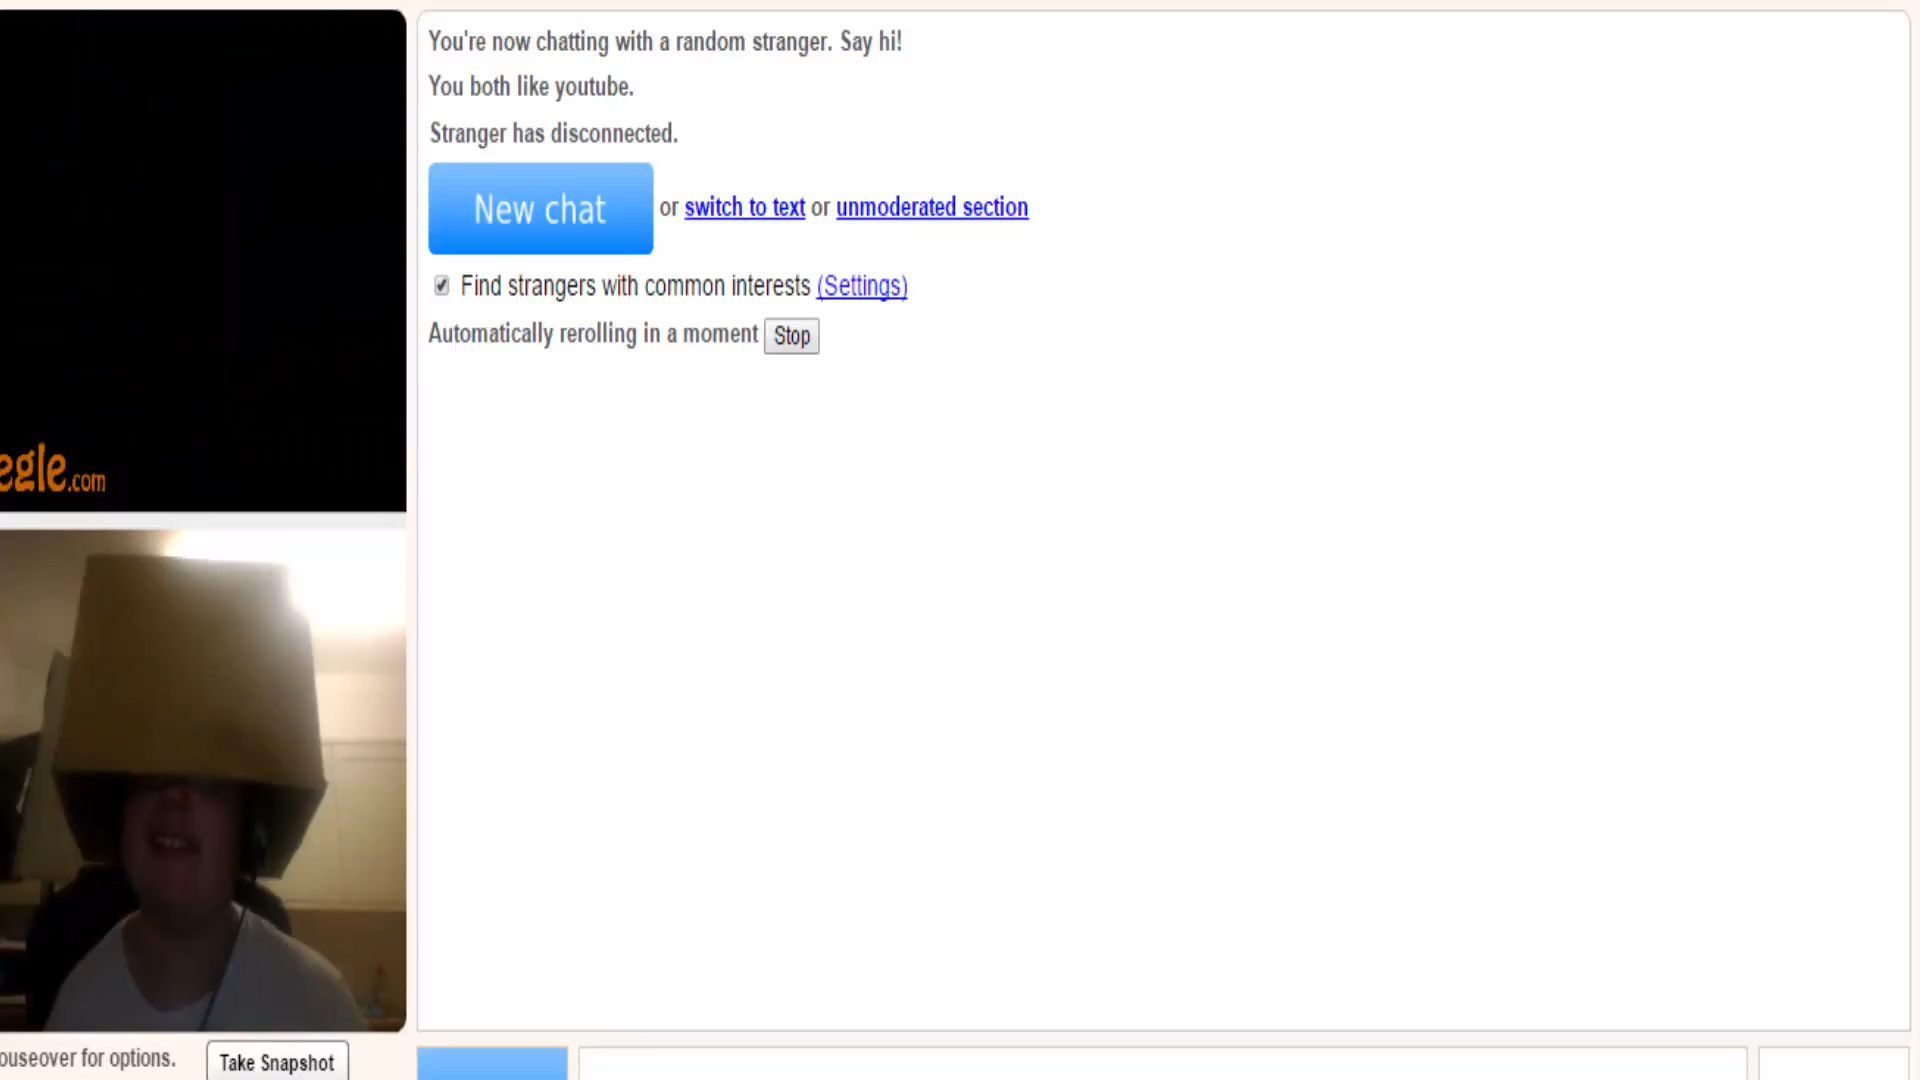 You're now chatting with a random stranger. Say hi!
You both like youtube.
Stranger has disconnected.
New chat or switch to text or unmoderated section
Find strangers with common interests (Settings)
Automatically rerolling in a moment Stop
egle.com
ouseover for options. Take Snapshot